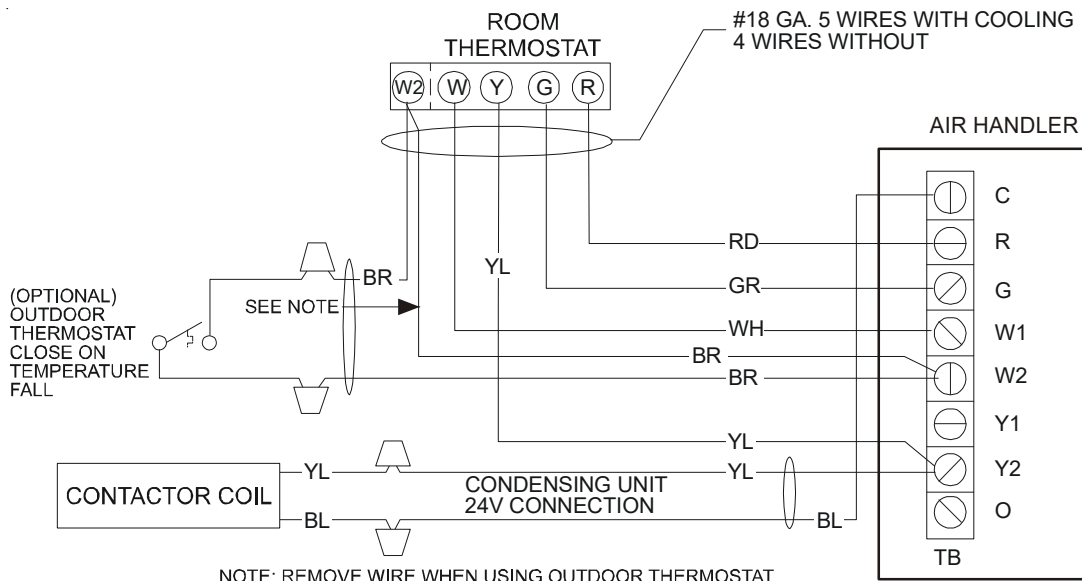 ROOM
THERMOSTAT
#18 GA. 5 WIRES WITH COOLING
4 WIRES WITHOUT
W2 W Y G R
AIR HANDLER
C
R
G
W1
W2
Y1
Y2
O
TB
RD
GR
WH
BR
BR
YL
YL
YL
BR
SEE NOTE
(OPTIONAL)
OUTDOOR
THERMOSTAT
CLOSE ON
TEMPERATURE
FALL
CONTACTOR COIL
YL
BL
CONDENSING UNIT
24V CONNECTION
BL
NOTE: REMOVE WIRE WHEN USING OUTDOOR THERMOSTAT